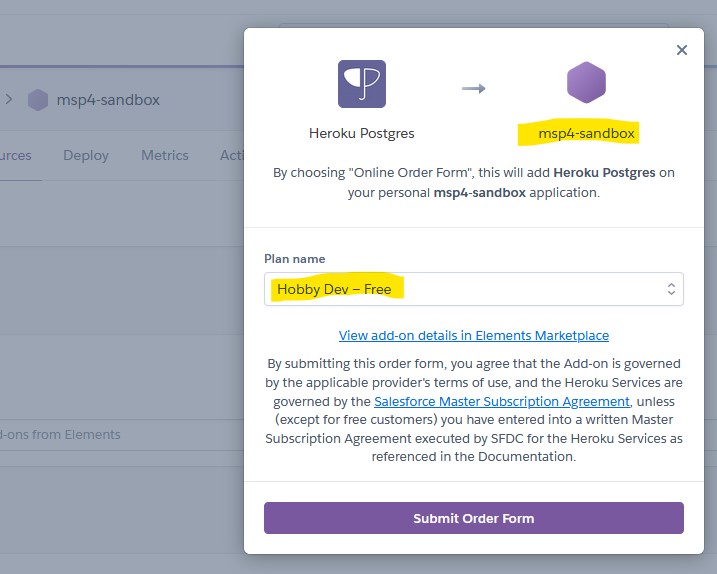 msp4-sandbox
urces Deploy Metrics Acti
d-ons from Elements
Heroku Postgres
msp4-sandbox
By choosing "Online Order Form", this will add Heroku Postgres on
your personal msp4-sandbox application.
Plan name
Hobby Dev – Free
View add-on details in Elements Marketplace
By submitting this order form, you agree that the Add-on is governed
by the applicable provider's terms of use, and the Heroku Services are
governed by the Salesforce Master Subscription Agreement, unless
(except for free customers) you have entered into a written Master
Subscription Agreement executed by SFDC for the Heroku Services as
referenced in the Documentation.
Submit Order Form